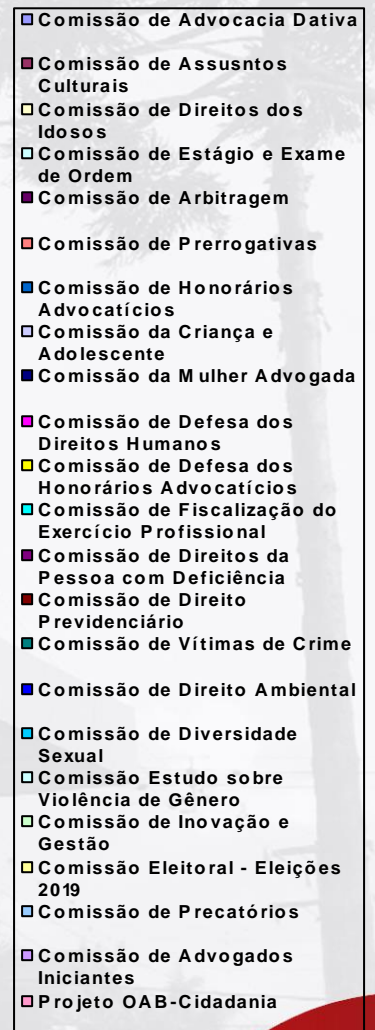 Comissão de Advocacia Dativa
Comissão de Assusntos
Culturais
Comissão de Direitos dos
Idosos
Comissão de Estágio e Exame
de Ordem
Comissão de Arbitragem
Comissão de Prerrogativas
Comissão de Honorários
Advocatícios
Comissão da Criança e
Adolescente
Comissão da Mulher Advogada
Comissão de Defesa dos
Direitos Humanos
Comissão de Defesa dos
Honorários Advocatícios
Comissão de Fiscalização do
Exercício Profissional
Comissão de Direitos da
Pessoa com Deficiência
Comissão de Direito
Previdenciário
Comissão de Vítimas de Crime
Comissão de Direito Ambiental
Comissão de Diversidade
Sexual
Comissão Estudo sobre
Violência de Gênero
Comissão de Inovação e
Gestão
Comissão Eleitoral - Eleições
2019
Comissão de Precatórios
Comissão de Advogados
Iniciantes
Projeto OAB-Cidadania